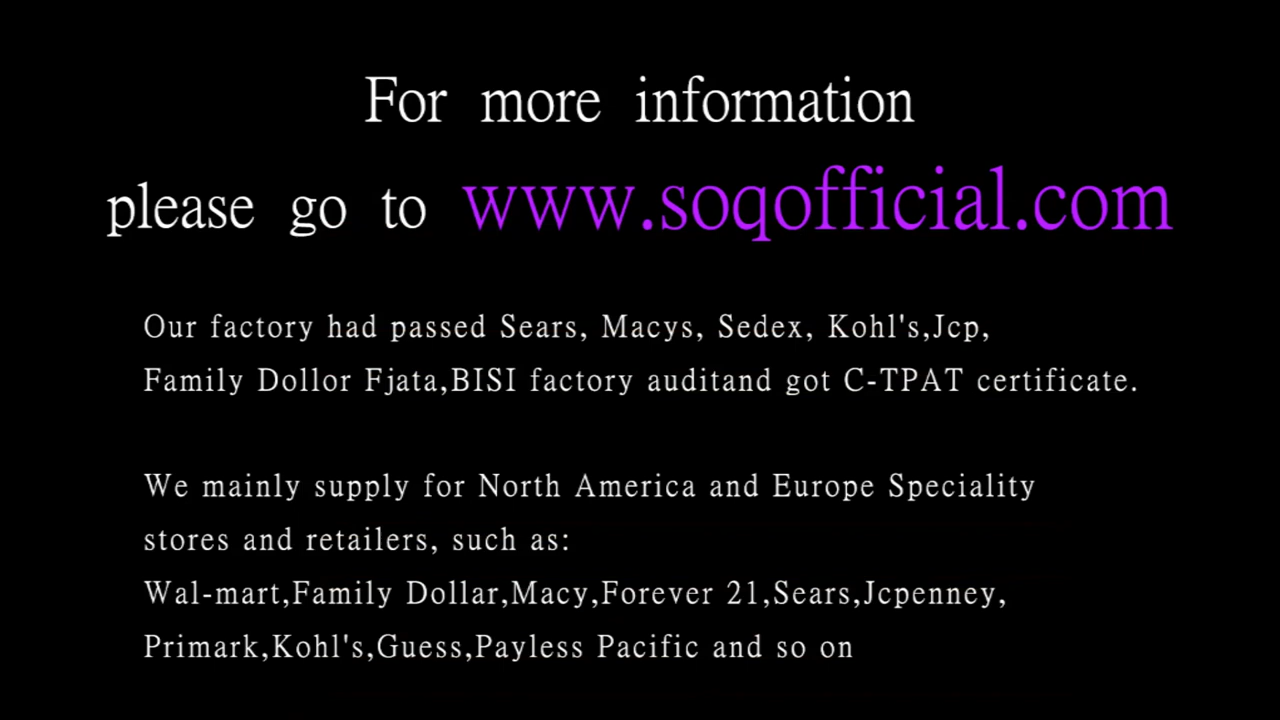 For more information
please go to www.soqofficial.com
Our factory had passed Sears, Macys, Sedex, Kohl's,Jcp,
Family Dollor Fjata,BISI factory auditand got C-TPAT certificate.
We mainly supply for North America and Europe Speciality
stores and retailers, such as:
Wal-mart,Family Dollar,Macy,Forever 21,Sears,Jcpenney,
Primark,Kohl's,Guess,Payless Pacific and so on